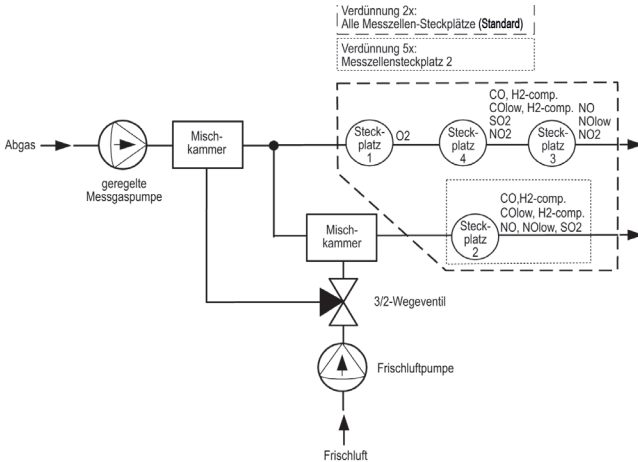 Verdünnung 2x:
Alle Messzellen-Steckplätze (Standard)
Verdünnung 5x:
Messzellensteckplatz 2
Abgas
geregelte
Messgaspumpe
Misch-
kammer
Steck-
platz
1
O2
Steck-
platz
4
CO, H2-comp.
COlow, H2-comp.
SO2
NO2
Steck-
platz
3
NO
NOlow
NO2
Misch-
kammer
Steck-
platz
2
CO,H2-comp.
COlow, H2-comp.
NO, NOlow, SO2
3/2-Wegeventil
Frischluftpumpe
Frischluft